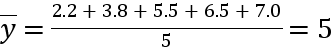 y̅ = (2.2 + 3.8 + 5.5 + 6.5 + 7.0) / 5 = 5